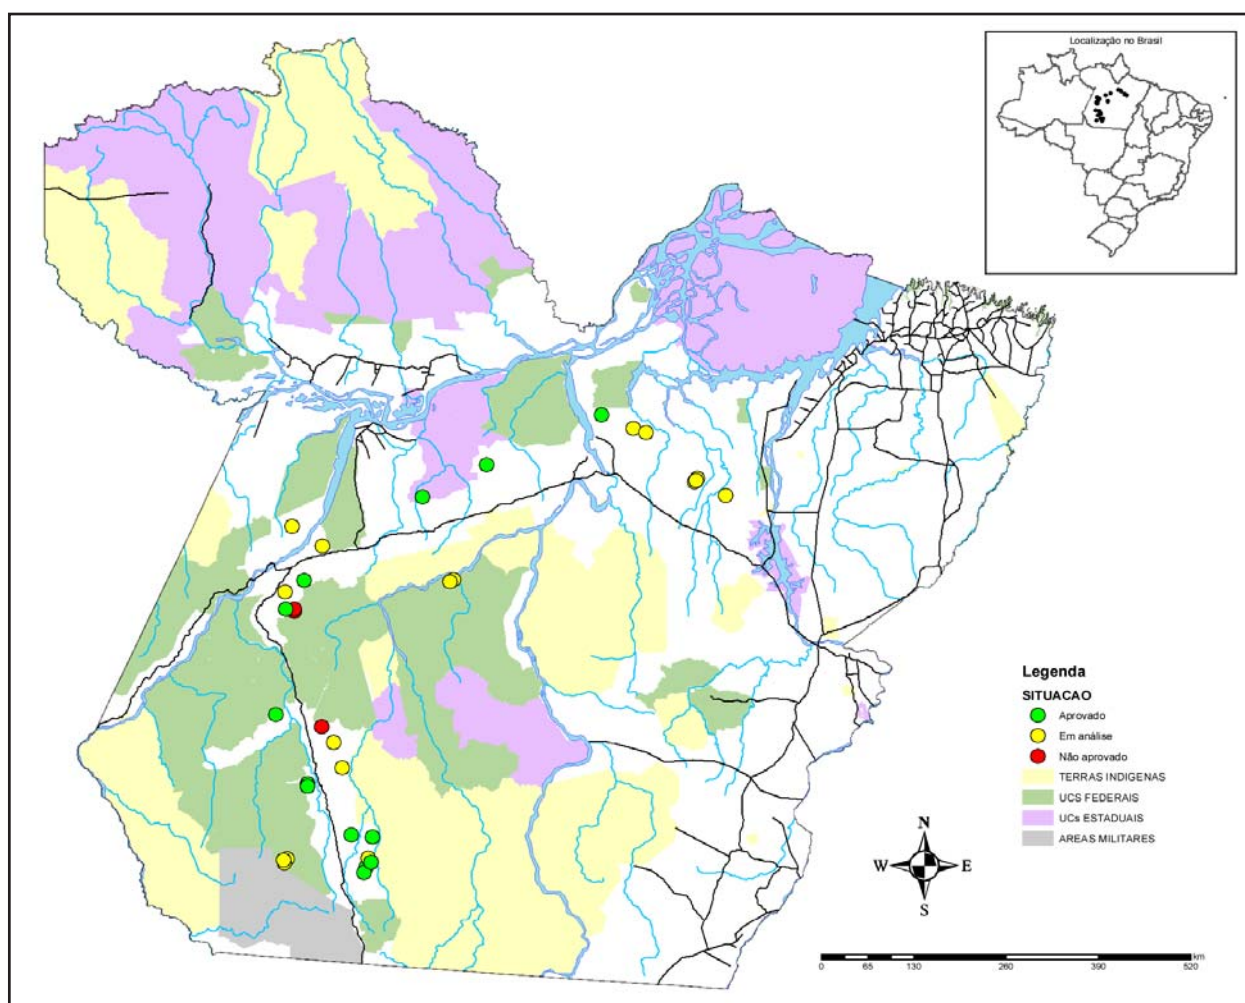 Localização no Brasil
Legenda
SITUACAO
Aprovado
Em análise
Não aprovado
TERRAS INDIGENAS
UCS FEDERAIS
UCs ESTADUAIS
AREAS MILITARES
N
W E
S
km
0 65 130 260 390 520